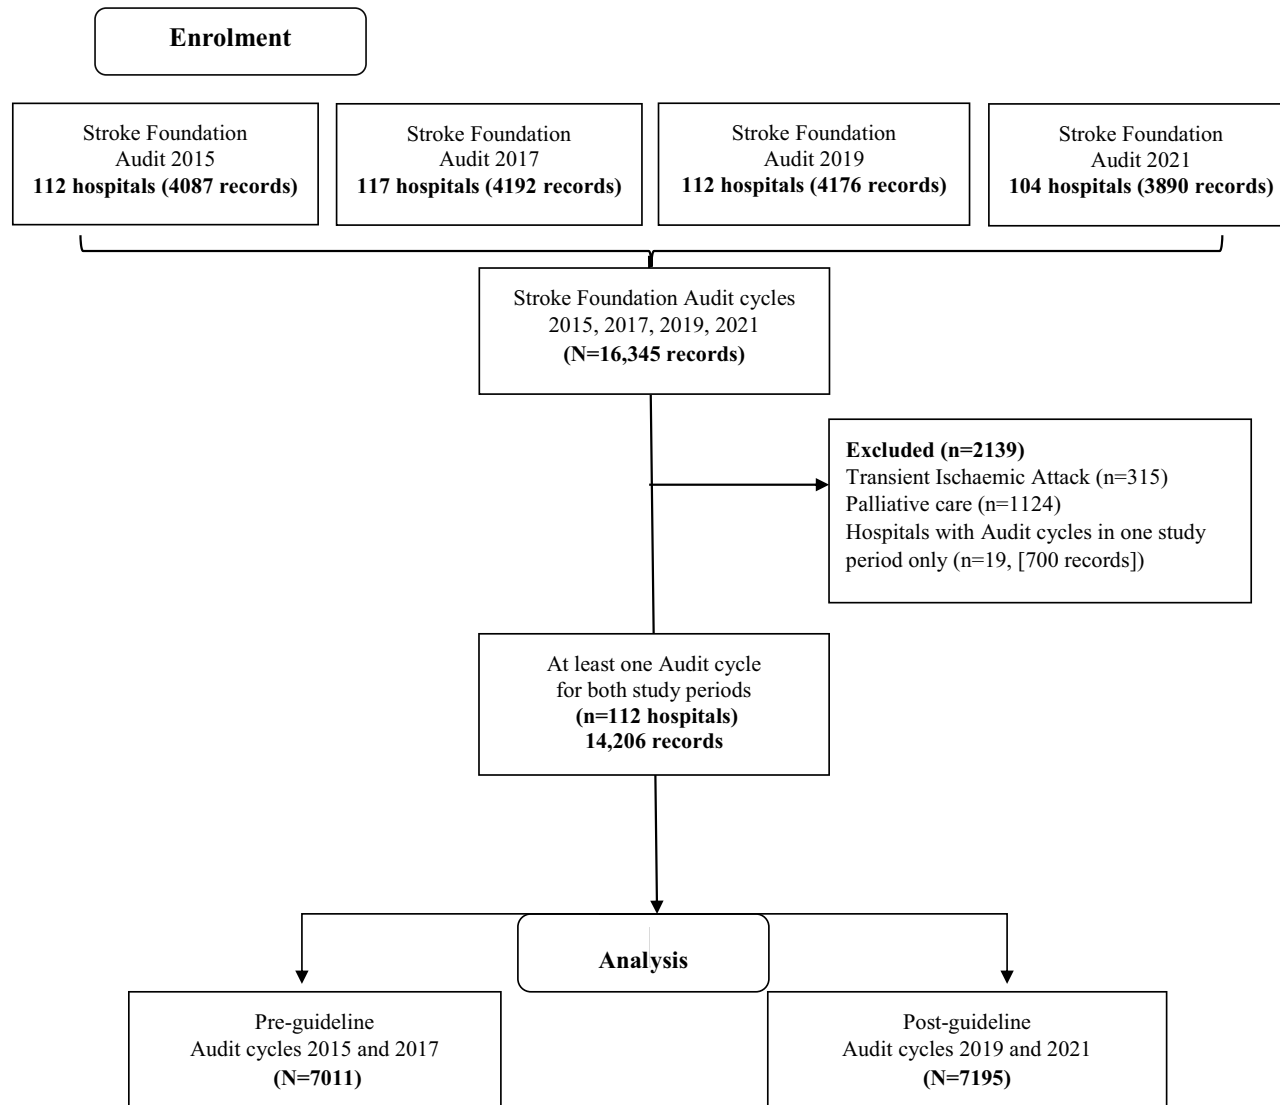 Enrolment
Stroke Foundation
Audit 2015
112 hospitals (4087 records)
Stroke Foundation
Audit 2017
117 hospitals (4192 records)
Stroke Foundation
Audit 2019
112 hospitals (4176 records)
Stroke Foundation
Audit 2021
104 hospitals (3890 records)
Stroke Foundation Audit cycles
2015, 2017, 2019, 2021
(N=16,345 records)
Excluded (n=2139)
Transient Ischaemic Attack (n=315)
Palliative care (n=1124)
Hospitals with Audit cycles in one study
period only (n=19, [700 records])
At least one Audit cycle
for both study periods
(n=112 hospitals)
14,206 records
Analysis
Pre-guideline
Audit cycles 2015 and 2017
(N=7011)
Post-guideline
Audit cycles 2019 and 2021
(N=7195)